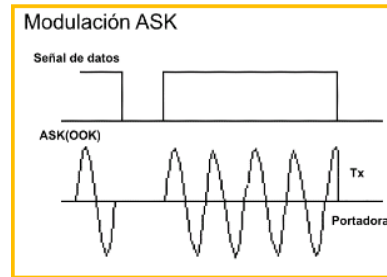 Modulación ASK
Señal de datos
ASK(OOK)
Tx
Portadora